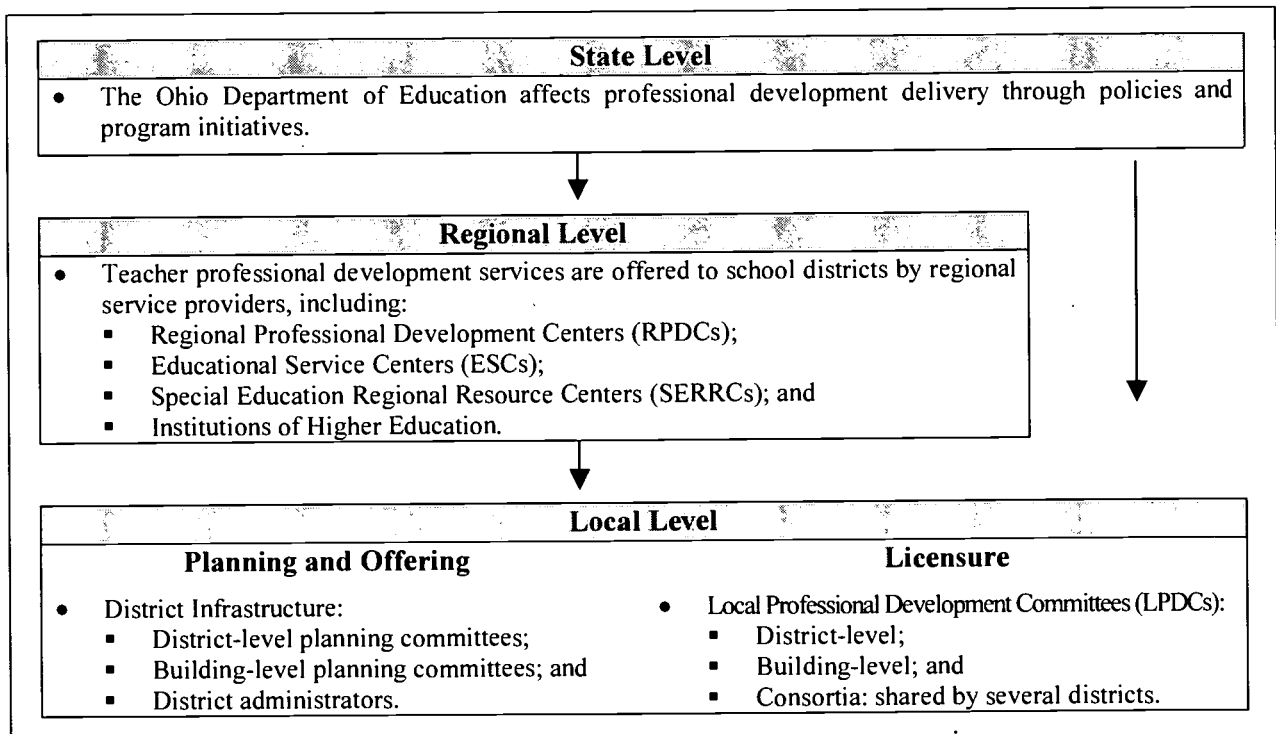 State Level
• The Ohio Department of Education affects professional development delivery through policies and
program initiatives.
Regional Level
• Teacher professional development services are offered to school districts by regional
service providers, including:
▪ Regional Professional Development Centers (RPDCs);
▪ Educational Service Centers (ESCs);
▪ Special Education Regional Resource Centers (SERRCs); and
▪ Institutions of Higher Education.
Local Level
Planning and Offering
• District Infrastructure:
▪ District-level planning committees;
▪ Building-level planning committees; and
▪ District administrators.
Licensure
• Local Professional Development Committees (LPDCs):
▪ District-level;
▪ Building-level; and
▪ Consortia: shared by several districts.